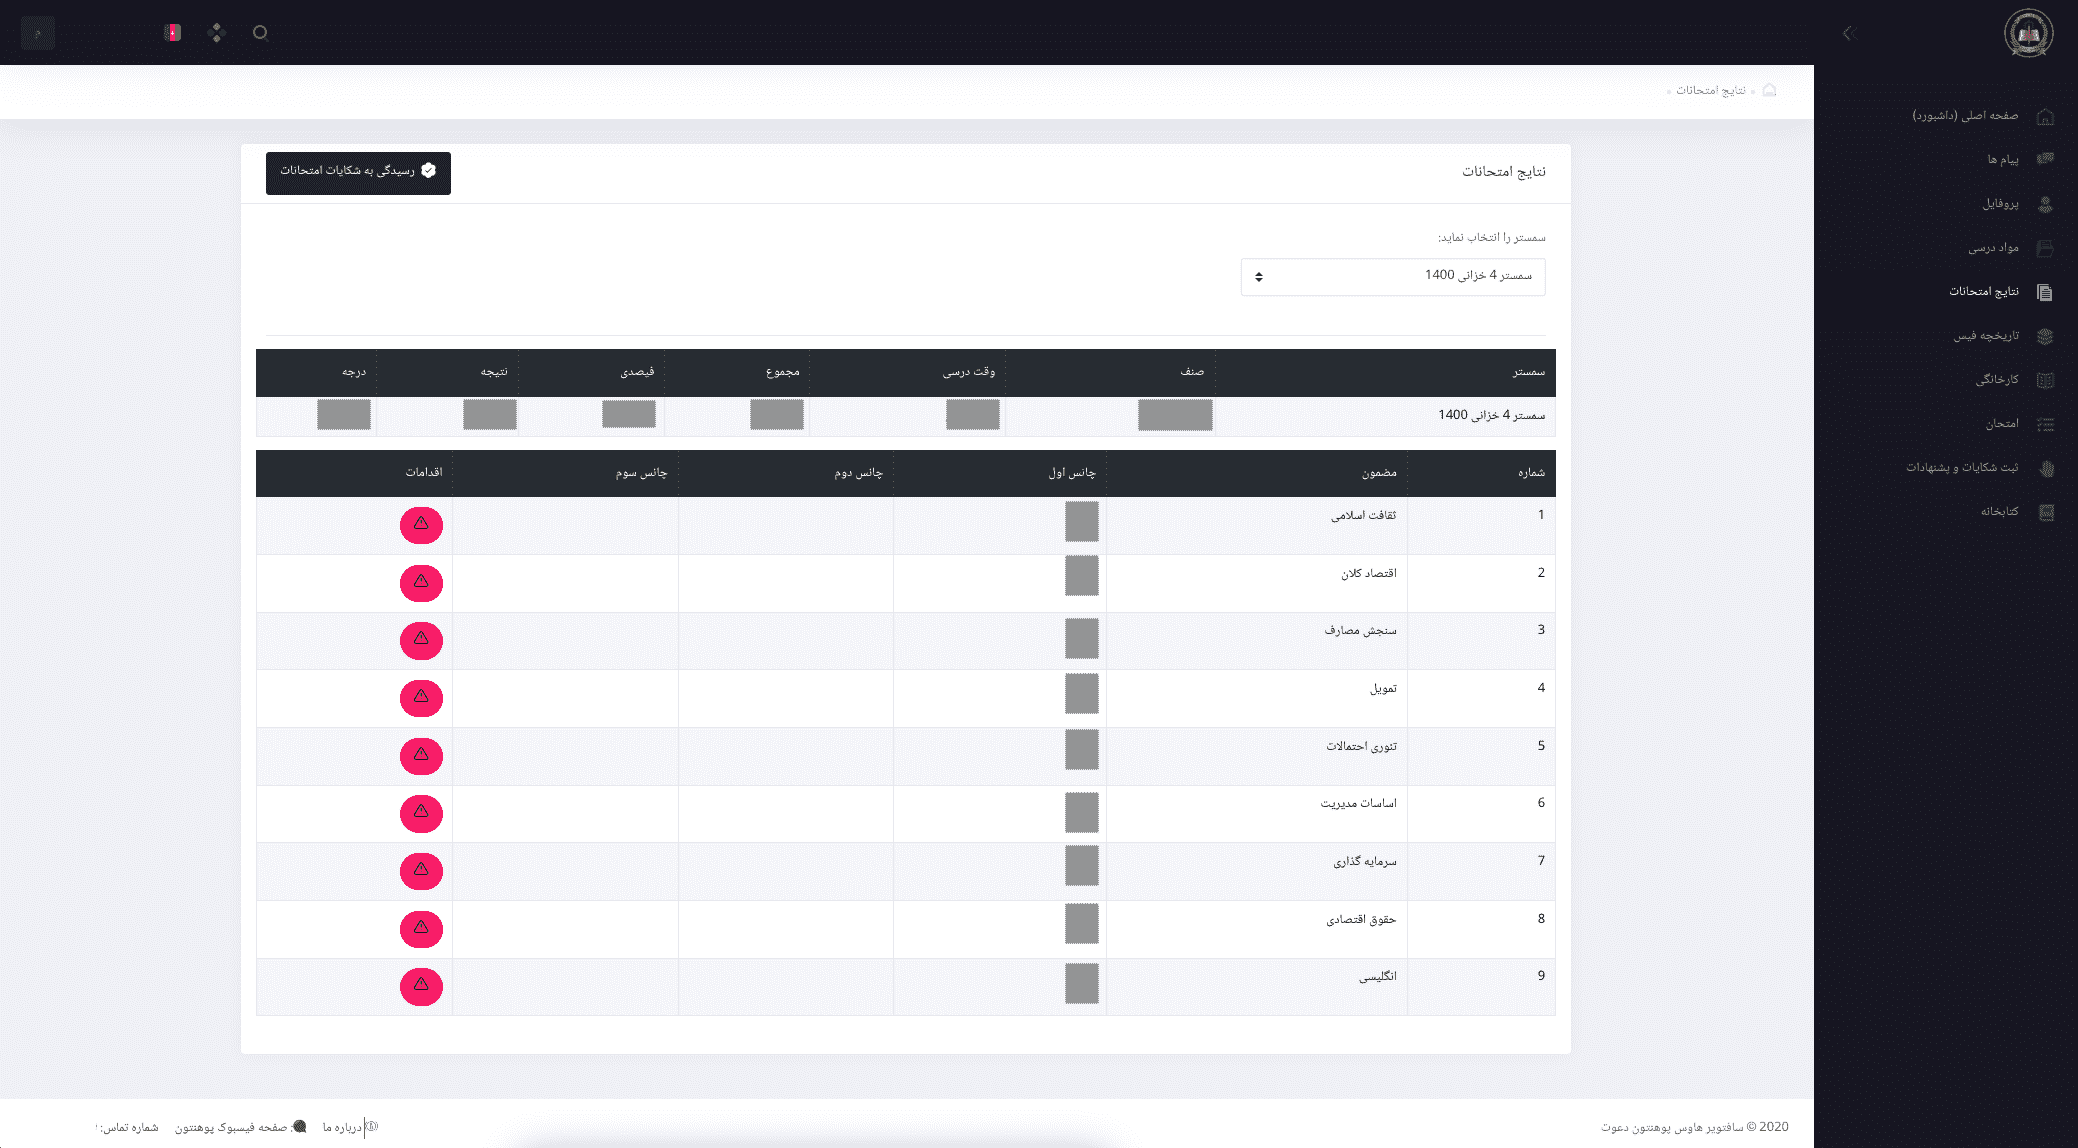 م
نتایج امتحانات
صفحه اصلی (داشبورد)
پیام ها
پروفایل
مواد درسی
نتایج امتحانات
تاریخچه فیس
کارخانگی
امتحان
ثبت شکایات و پشنهادات
کتابخانه
نتایج امتحانات
رسیدگی به شکایات امتحانات
سمستر را انتخاب نماید:
سمستر 4 خزانی 1400
سمستر صنف وقت درسی مجموع فیصدی نتیجه درجه
سمستر 4 خزانی 1400
شماره مضمون چانس اول چانس دوم چانس سوم اقدامات
1 ثقافت اسلامی
2 اقتصاد کلان
3 سنجش مصارف
4 تمویل
5 تئوری احتمالات
6 اساسات مدیریت
7 سرمایه گذاری
8 حقوق اقتصادی
9 انگلیسی
2020 © سافتویر هاوس پوهنتون دعوت
درباره ما
صفحه فیسبوک پوهنتون:
شماره تماس: